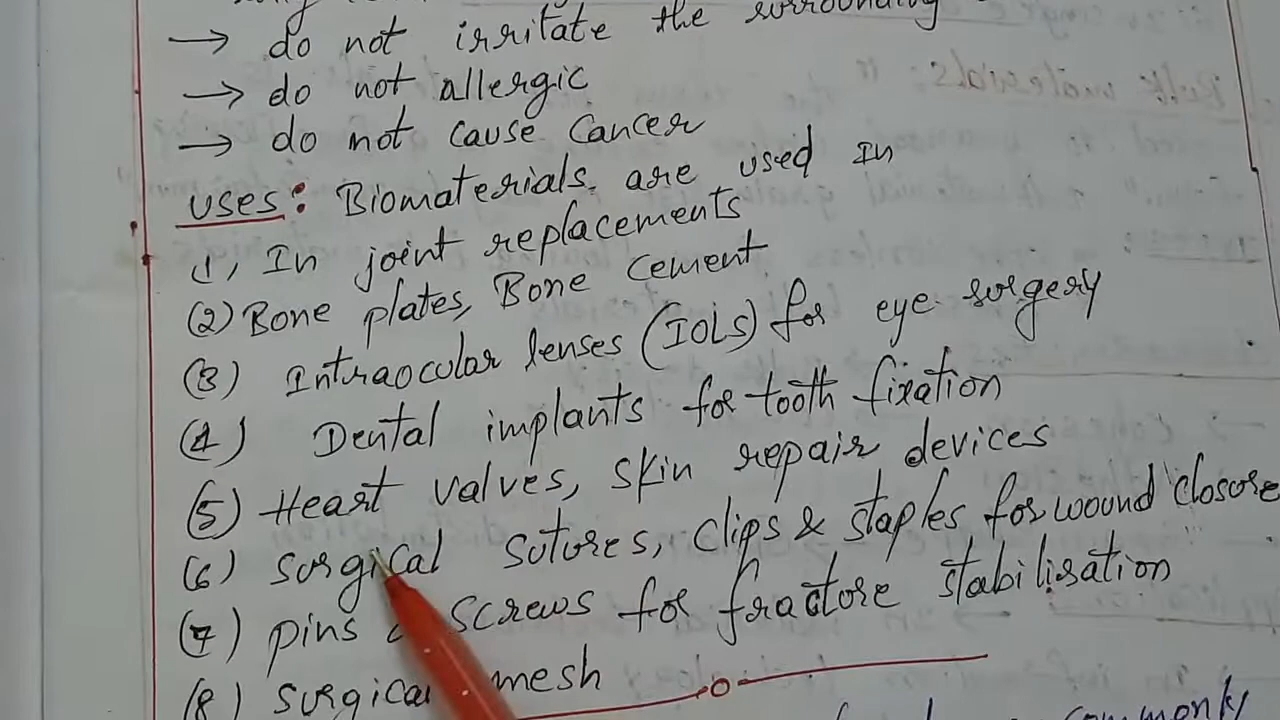 → do not irritate the surrounding
→ do not allergic
→ do not cause Cancer
Uses: Biomaterials. are used In
(1) In joint replacements
(2) Bone plates, Bone cement
(3) Intraocular lenses (IOLS) for eye surgery
(4) Dental implants for tooth fixation
(5) Heart valves, skin repair devices
(6) Surgical sutures, clips & staples for wound closure
(7) pins & screws for fracture stabilisation
(8) Surgical mesh
commonly